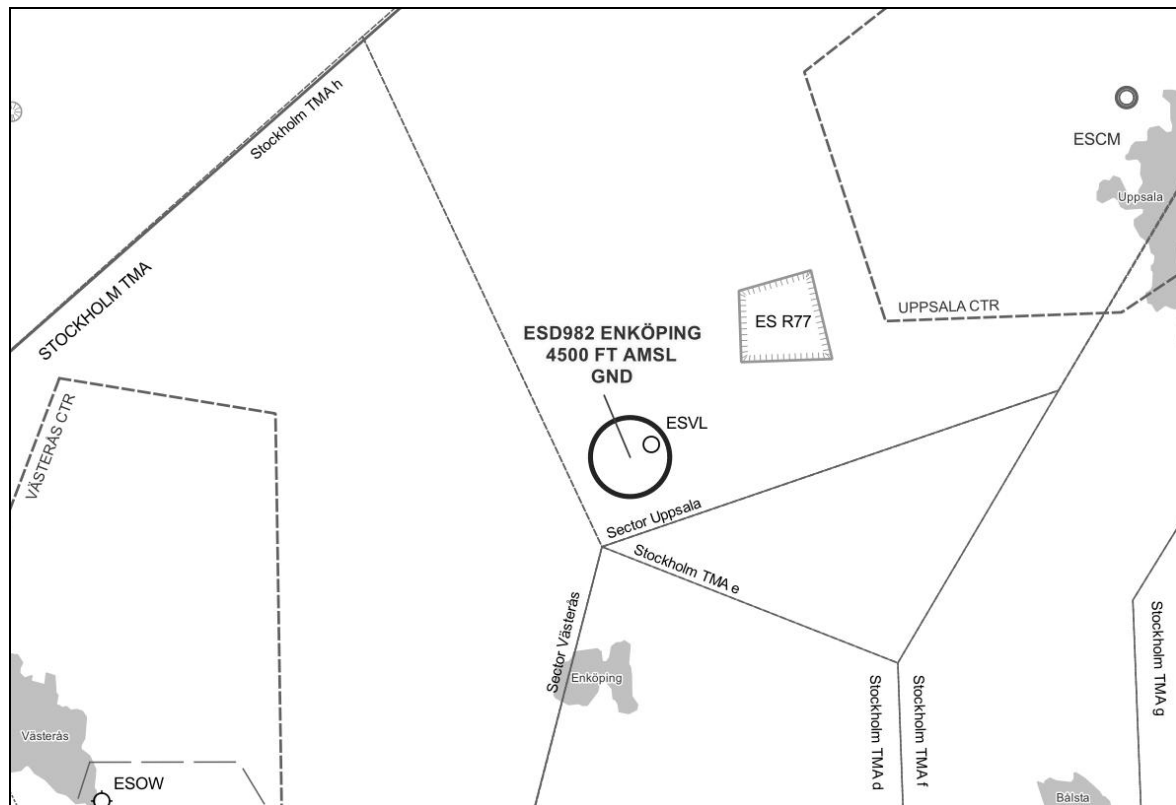 Stockholm TMA h
STOCKHOLM TMA
ESCM
Uppsala
UPPSALA CTR
ES R77
ESD982 ENKÖPING
4500 FT AMSL
GND
ESVL
VÄSTERÅS CTR
Sector Uppsala
Stockholm TMA e
Sector Västerås
Enköping
Stockholm TMA d
Stockholm TMA f
Stockholm TMA g
Västerås
ESOW
Bålsta